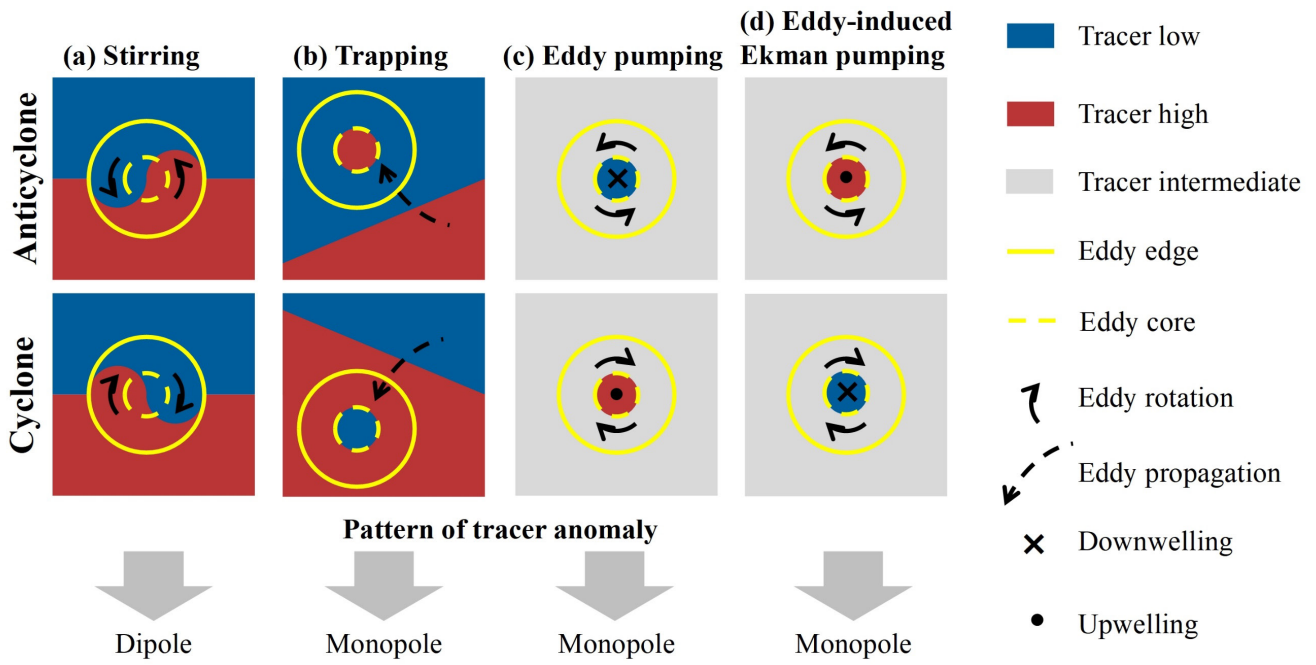 (a) Stirring
(b) Trapping
(c) Eddy pumping
(d) Eddy-induced
Ekman pumping
Anticyclone
Cyclone
Pattern of tracer anomaly
Dipole
Monopole
Monopole
Monopole
Tracer low
Tracer high
Tracer intermediate
Eddy edge
Eddy core
Eddy rotation
Eddy propagation
Downwelling
Upwelling